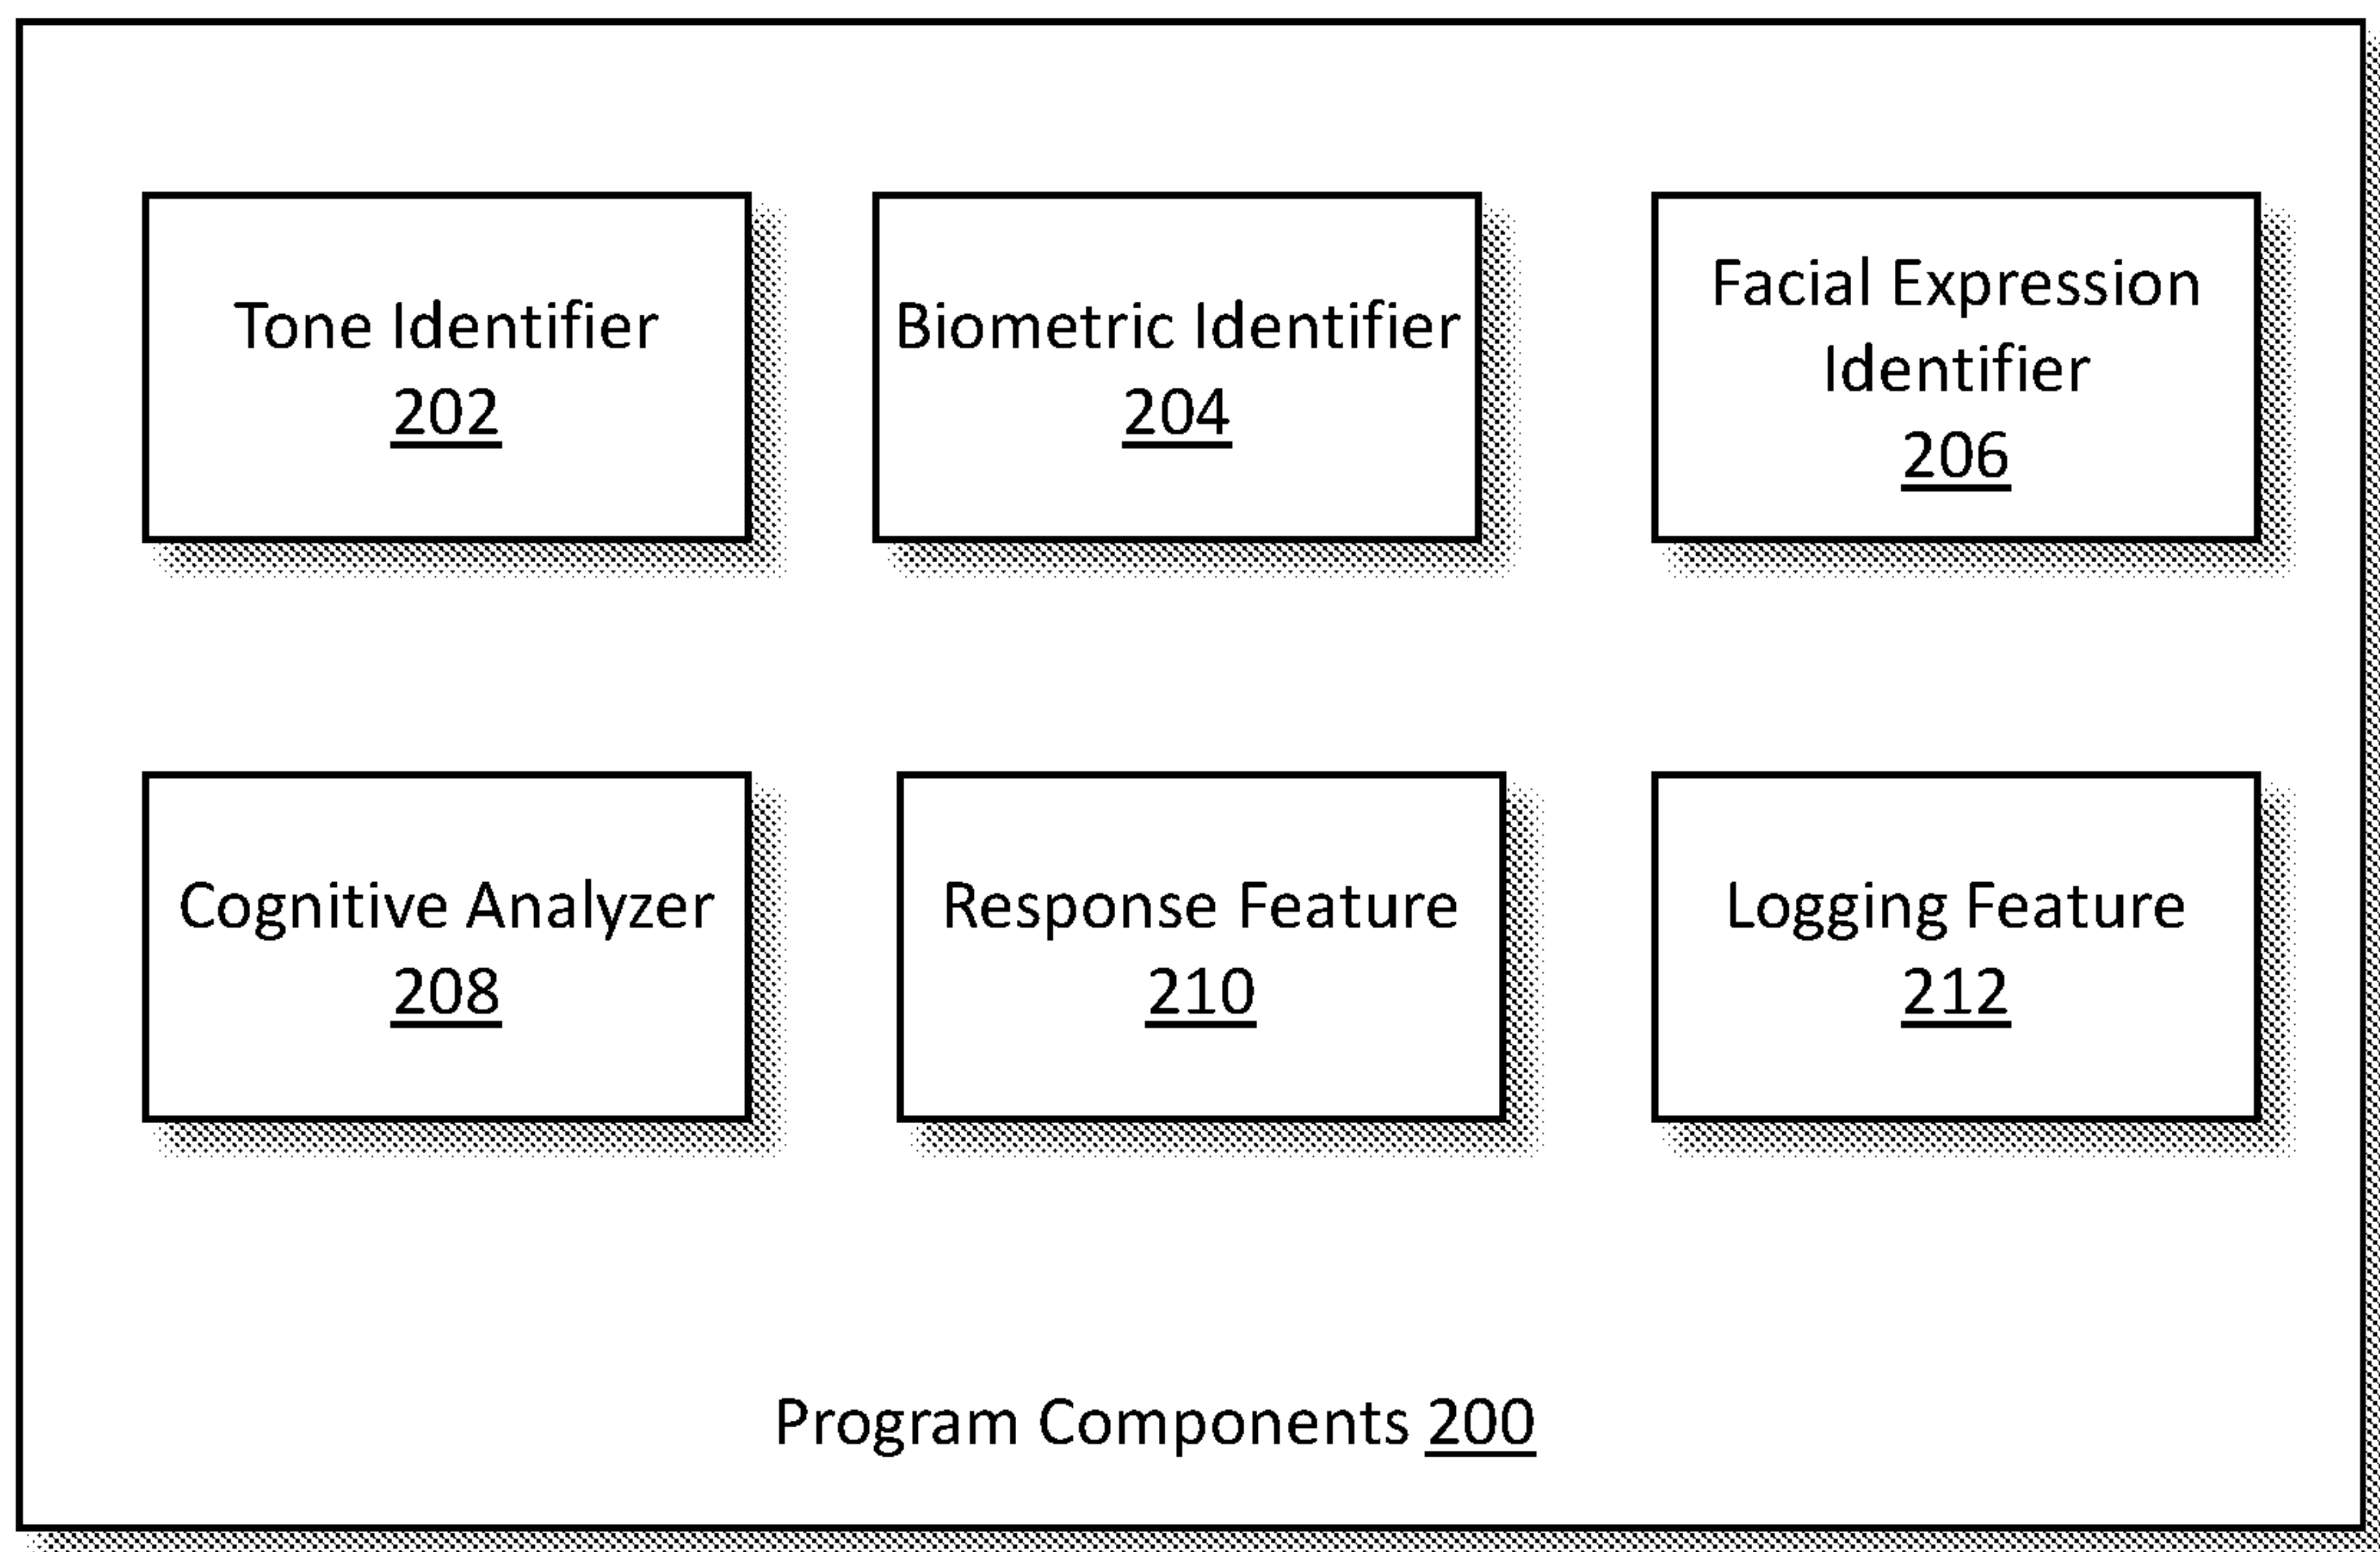 Tone Identifier
202
Biometric Identifier
204
Facial Expression
Identifier
206
Cognitive Analyzer
208
Response Feature
210
Logging Feature
212
Program Components 200